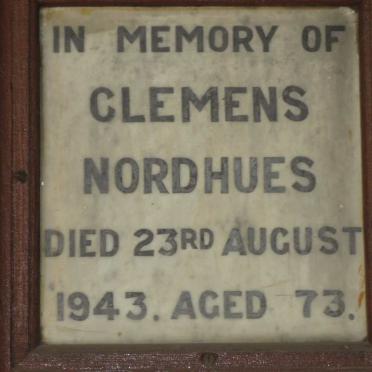 IN MEMORY OF
CLEMENS
NORDHUES
DIED 23RD AUGUST
1943. AGED 73.